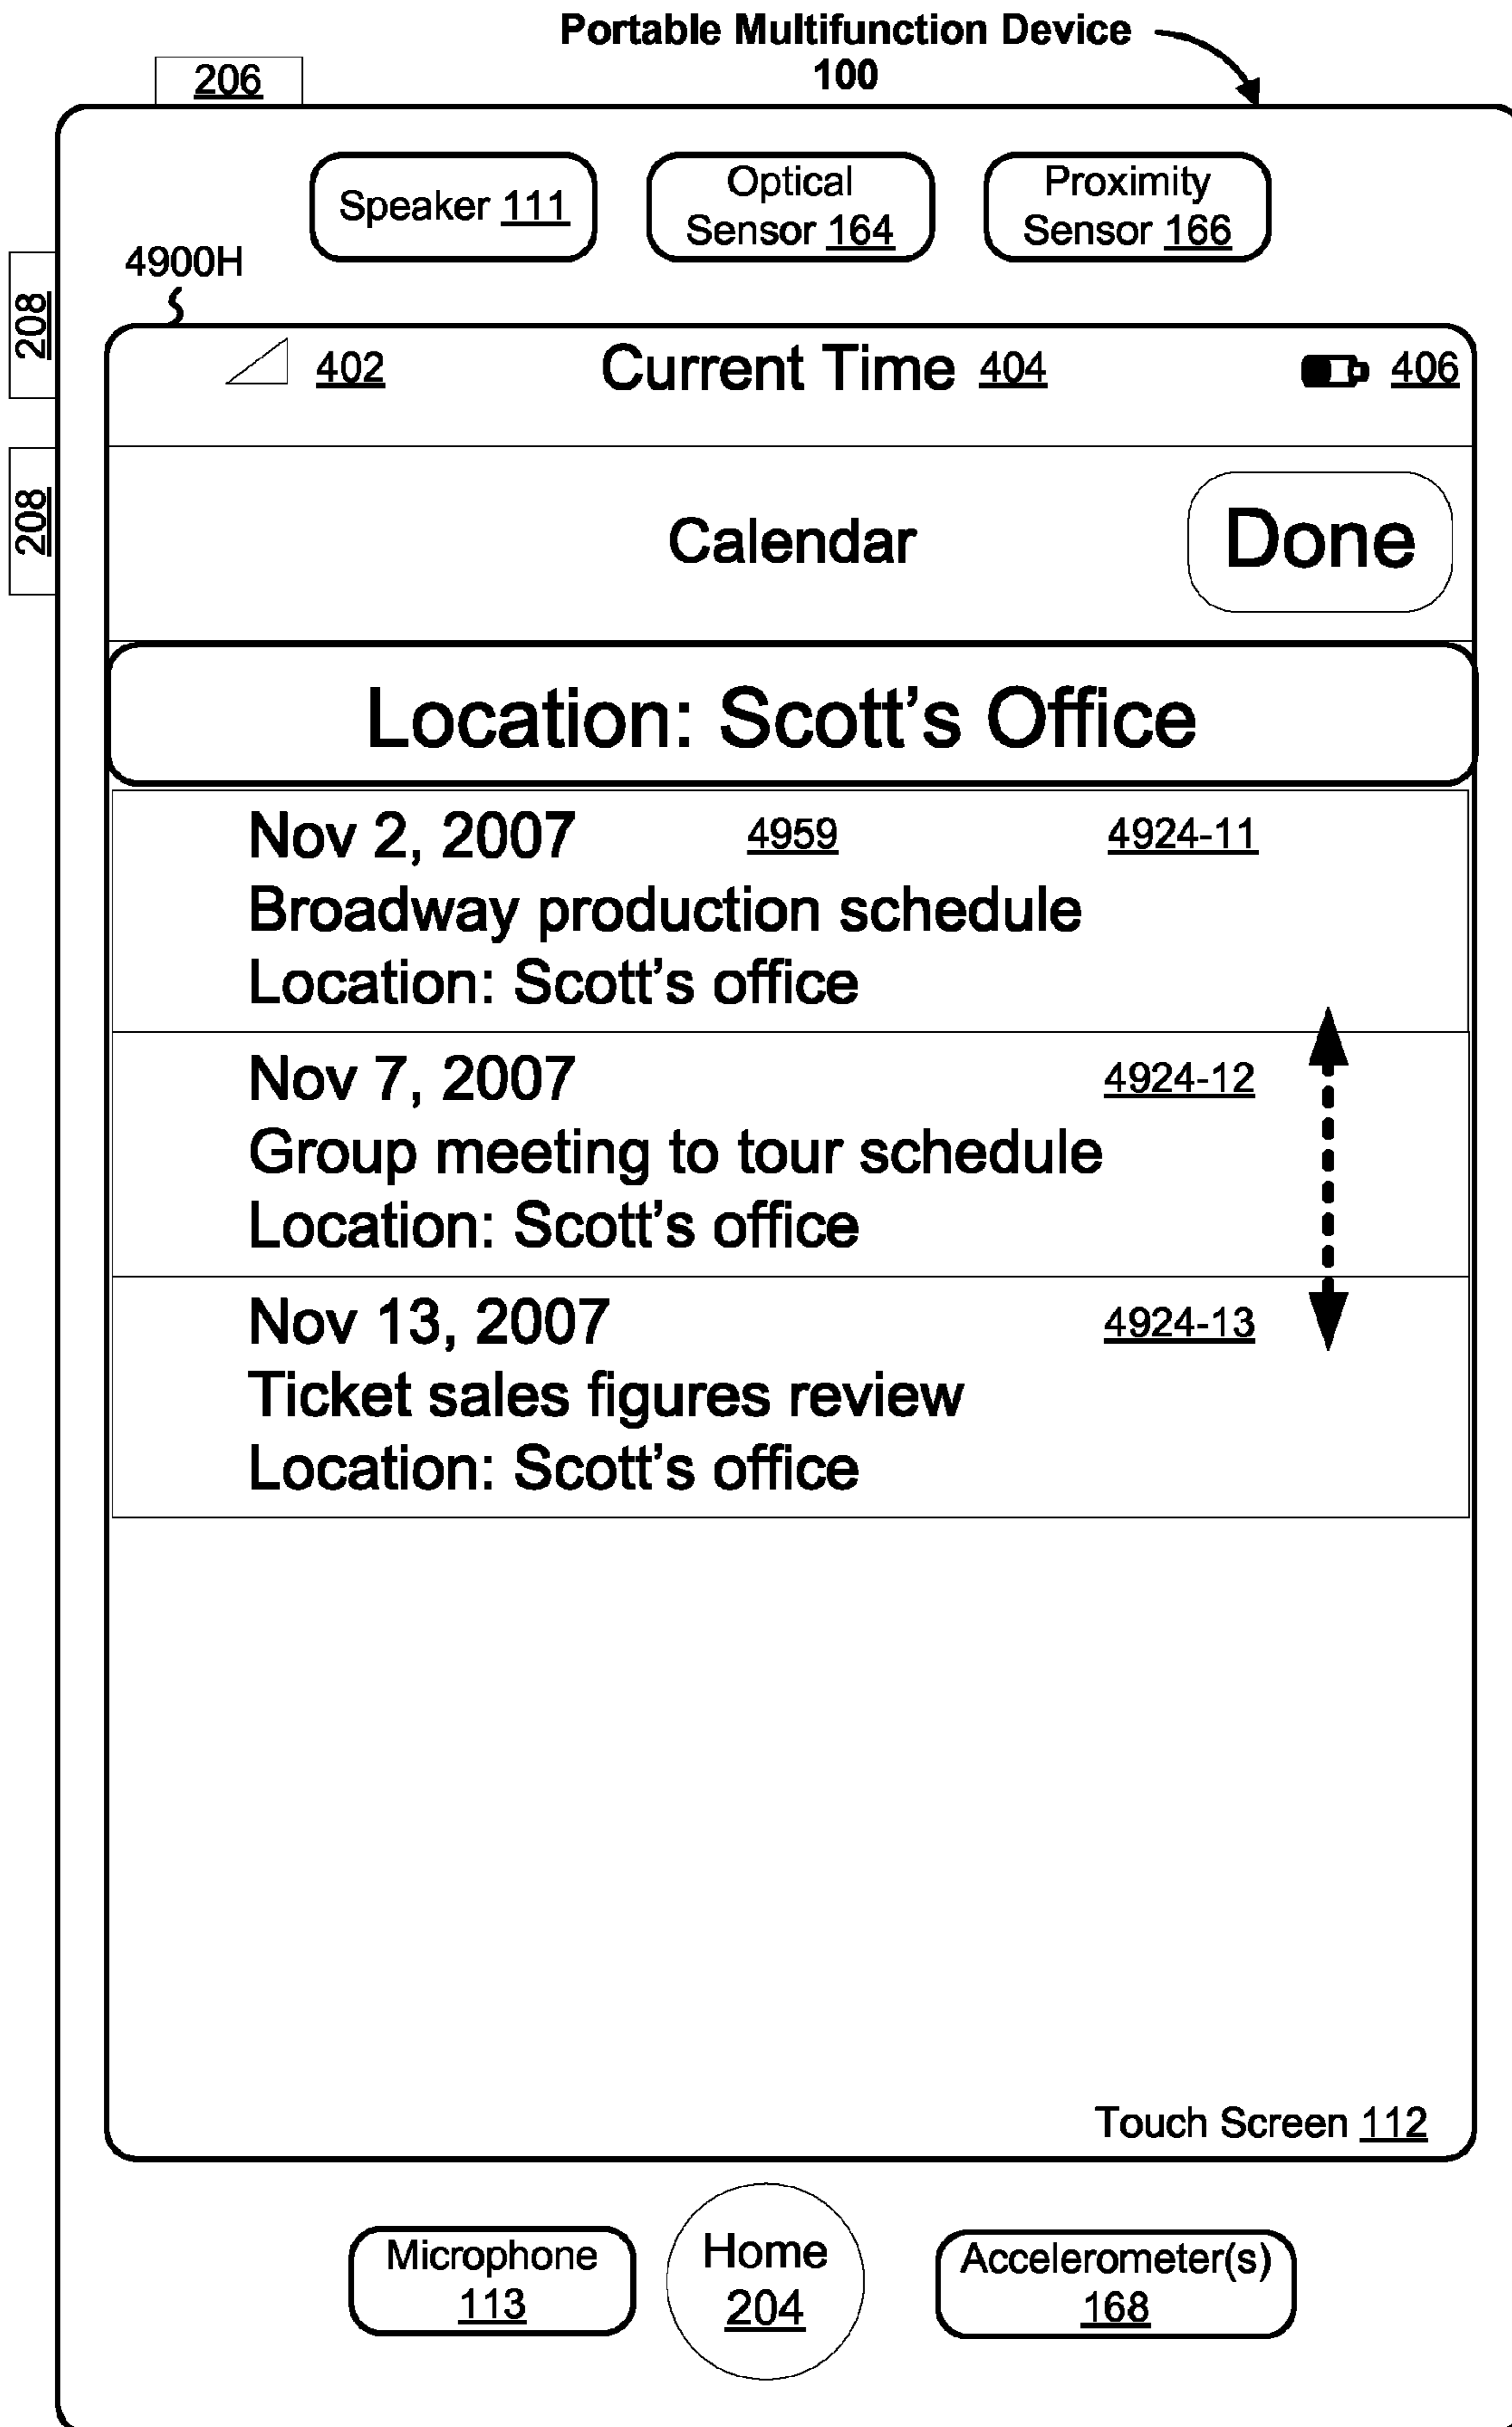 Portable Multifunction Device
100
206
Speaker 111
Optical
Sensor 164
Proximity
Sensor 166
4900H
208
208
402
Current Time 404
406
Calendar
Done
Location: Scott's Office
Nov 2, 2007 4959 4924-11
Broadway production schedule
Location: Scott's office
Nov 7, 2007 4924-12
Group meeting to tour schedule
Location: Scott's office
Nov 13, 2007 4924-13
Ticket sales figures review
Location: Scott's office
Touch Screen 112
Microphone
113
Home
204
Accelerometer(s)
168